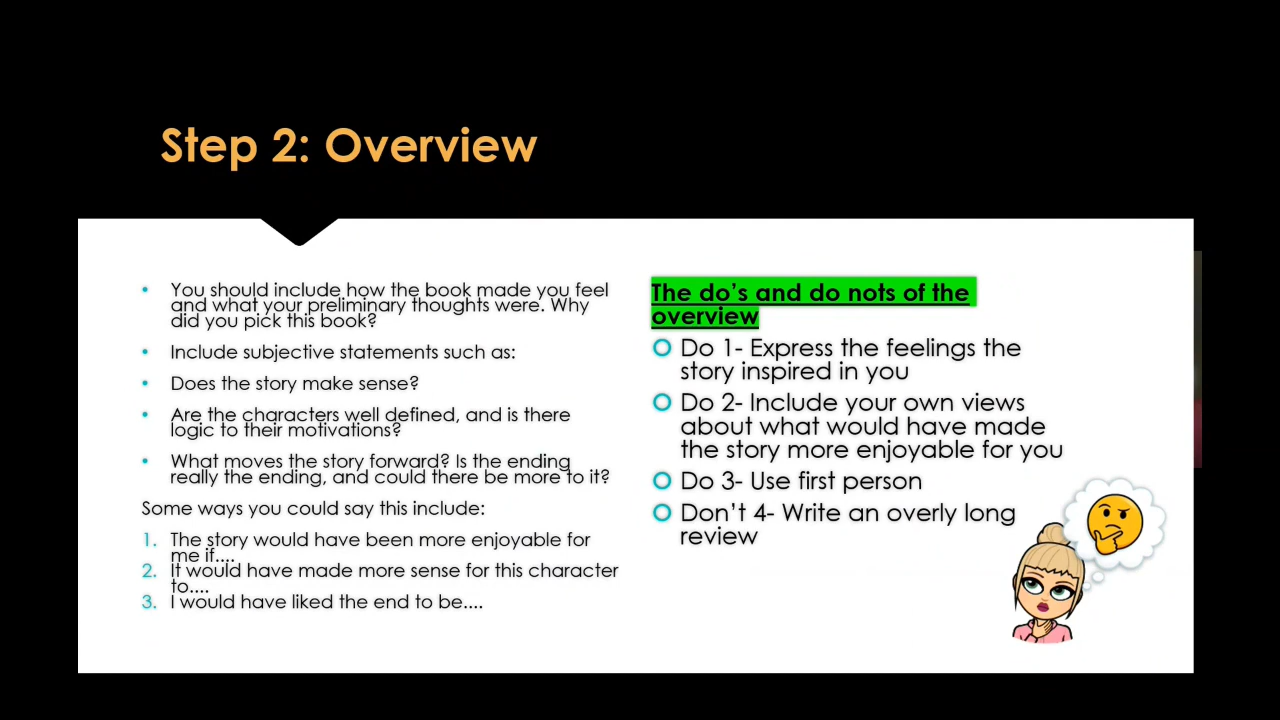 Step 2: Overview
• You should include how the book made you feel
and what your preliminary thoughts were. Why
did you pick this book?
• Include subjective statements such as:
• Does the story make sense?
• Are the characters well defined, and is there
logic to their motivations?
• What moves the story forward? Is the ending
really the ending, and could there be more to it?
Some ways you could say this include:
1. The story would have been more enjoyable for
me if....
2. It would have made more sense for this character
to....
3. I would have liked the end to be....
The do's and do nots of the
overview
Do 1- Express the feelings the
story inspired in you
Do 2- Include your own views
about what would have made
the story more enjoyable for you
Do 3- Use first person
Don't 4- Write an overly long
review